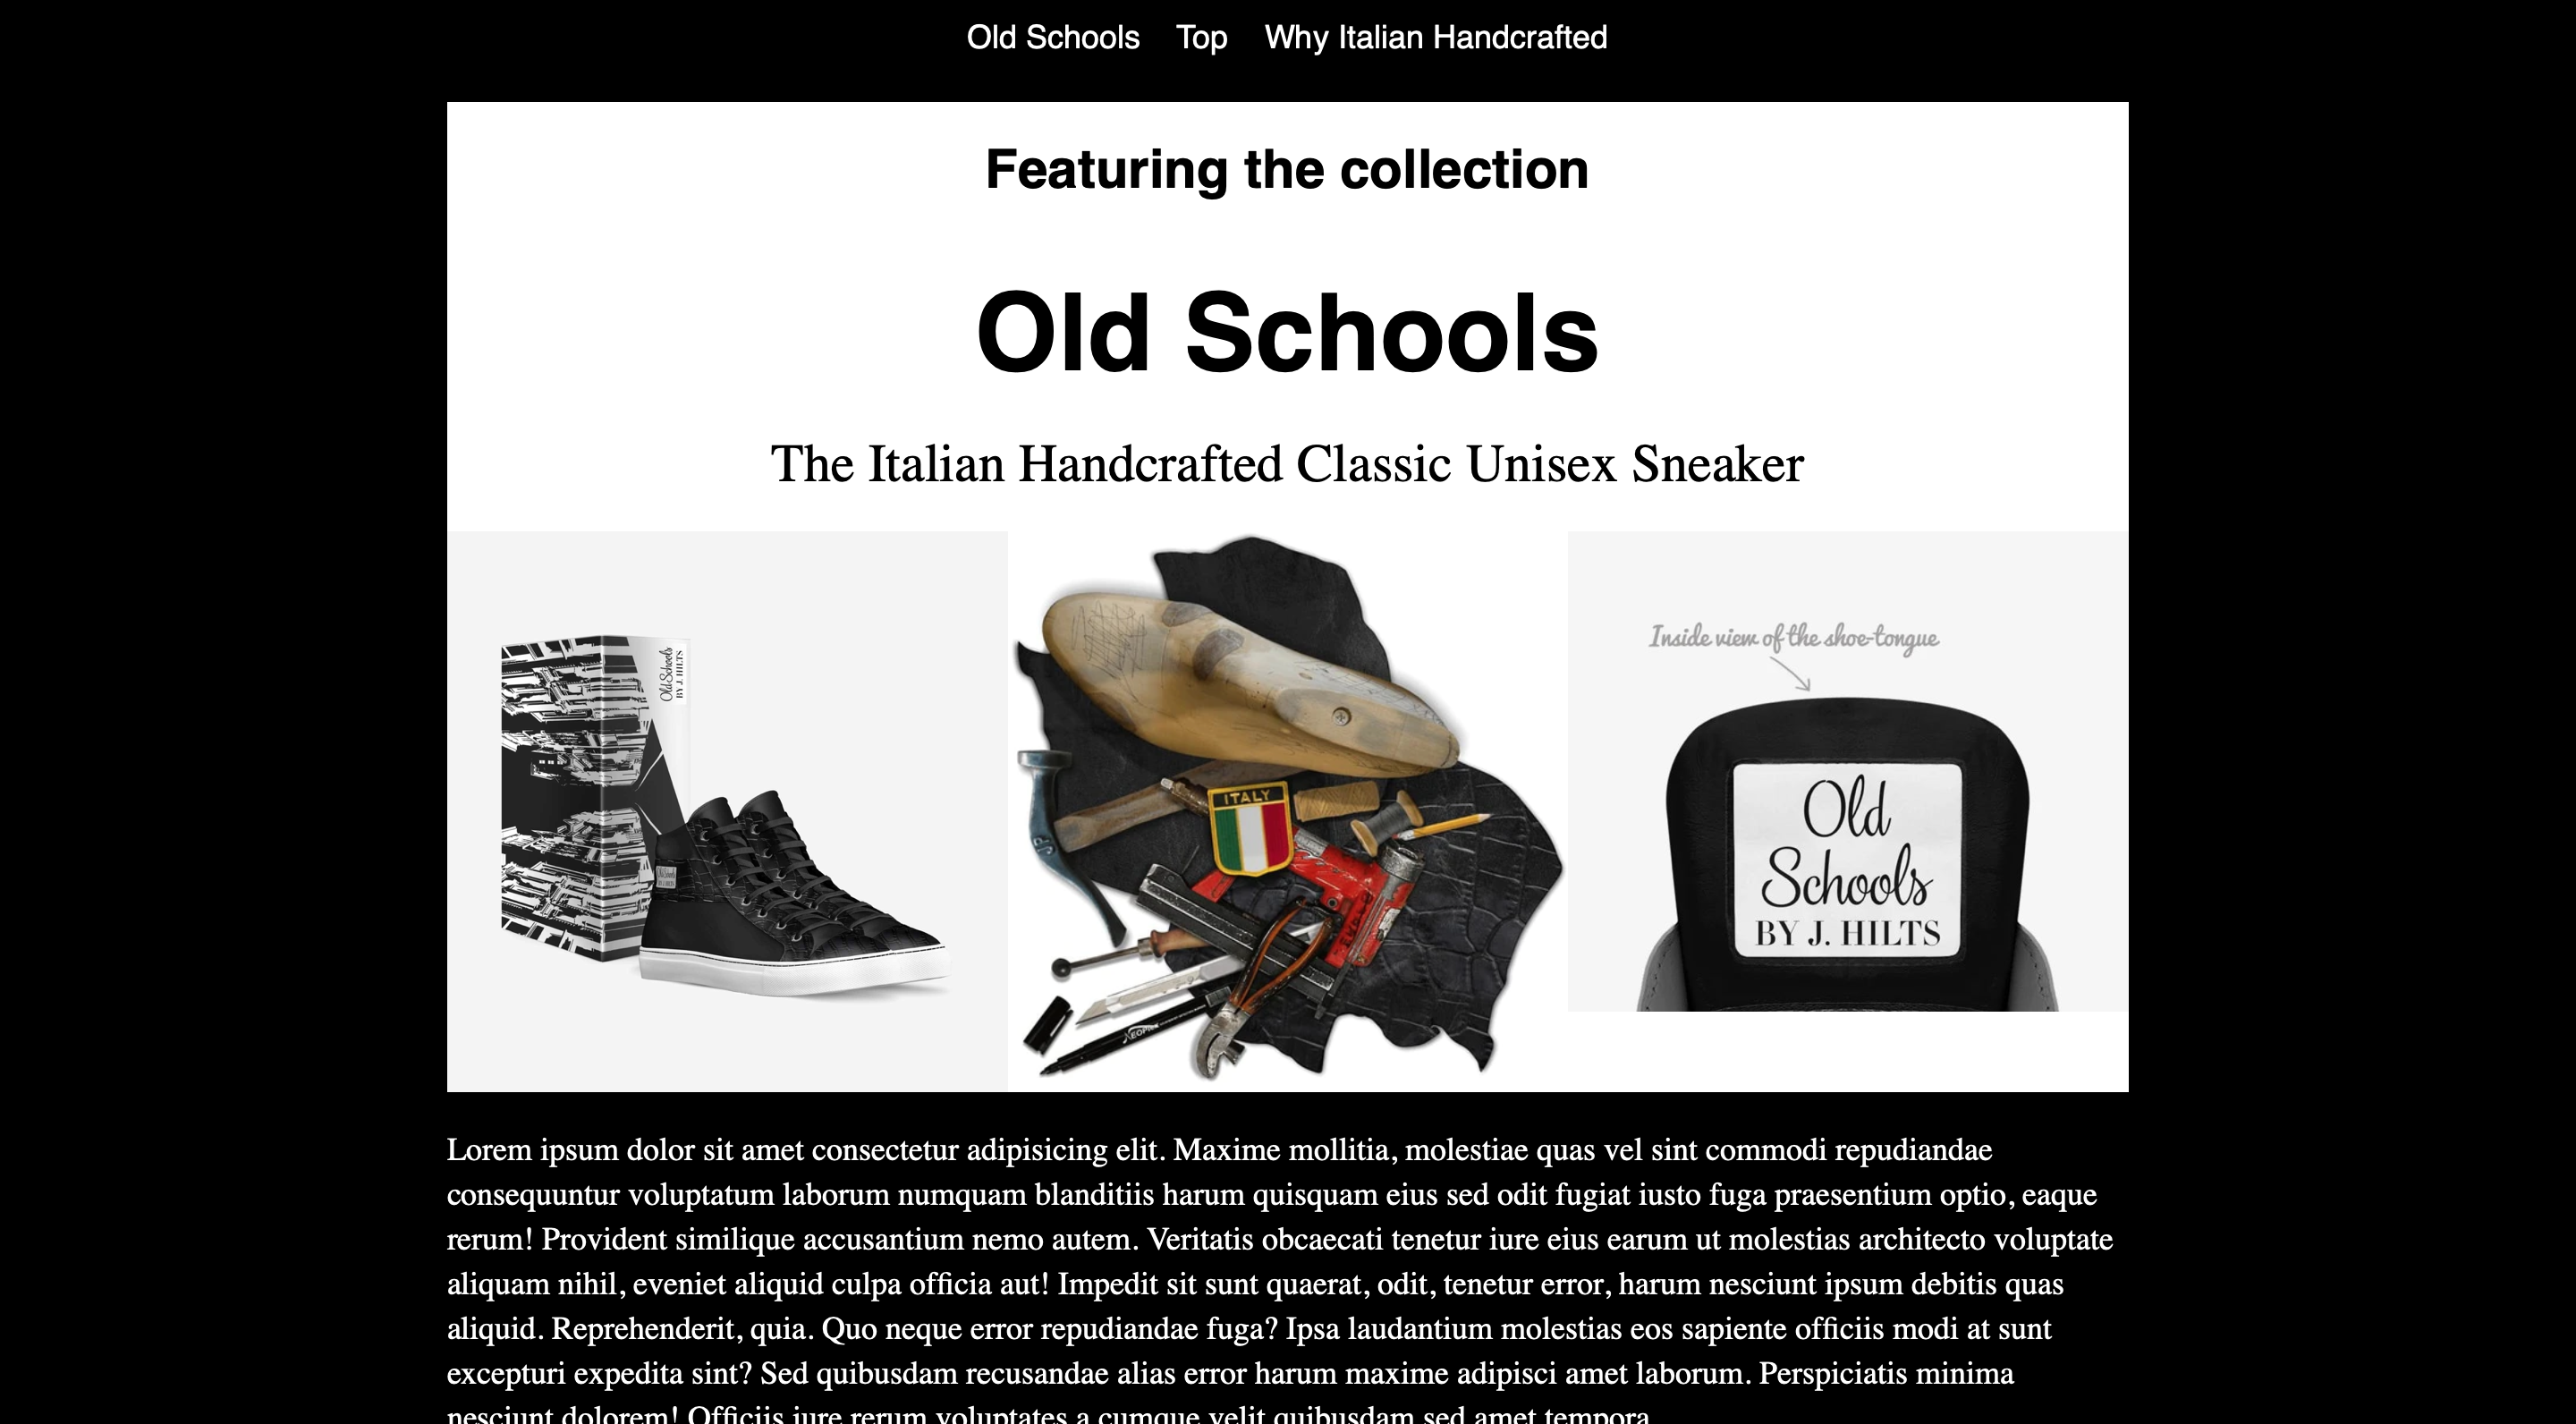 Old Schools Top Why Italian Handcrafted
Featuring the collection
Old Schools
The Italian Handcrafted Classic Unisex Sneaker
Old Schools
BY J. HILTS
ITALY
JP
Inside view of the shoe-tongue
Old
Schools
BY J. HILTS
Lorem ipsum dolor sit amet consectetur adipisicing elit. Maxime mollitia, molestiae quas vel sint commodi repudiandae
consequuntur voluptatum laborum numquam blanditiis harum quisquam eius sed odit fugiat iusto fuga praesentium optio, eaque
rerum! Provident similique accusantium nemo autem. Veritatis obcaecati tenetur iure eius earum ut molestias architecto voluptate
aliquam nihil, eveniet aliquid culpa officia aut! Impedit sit sunt quaerat, odit, tenetur error, harum nesciunt ipsum debitis quas
aliquid. Reprehenderit, quia. Quo neque error repudiandae fuga? Ipsa laudantium molestias eos sapiente officiis modi at sunt
excepturi expedita sint? Sed quibusdam recusandae alias error harum maxime adipisci amet laborum. Perspiciatis minima
nesciunt dolorem! Officiis iure rerum voluptates a cumque velit quibusdam sed amet tempora.